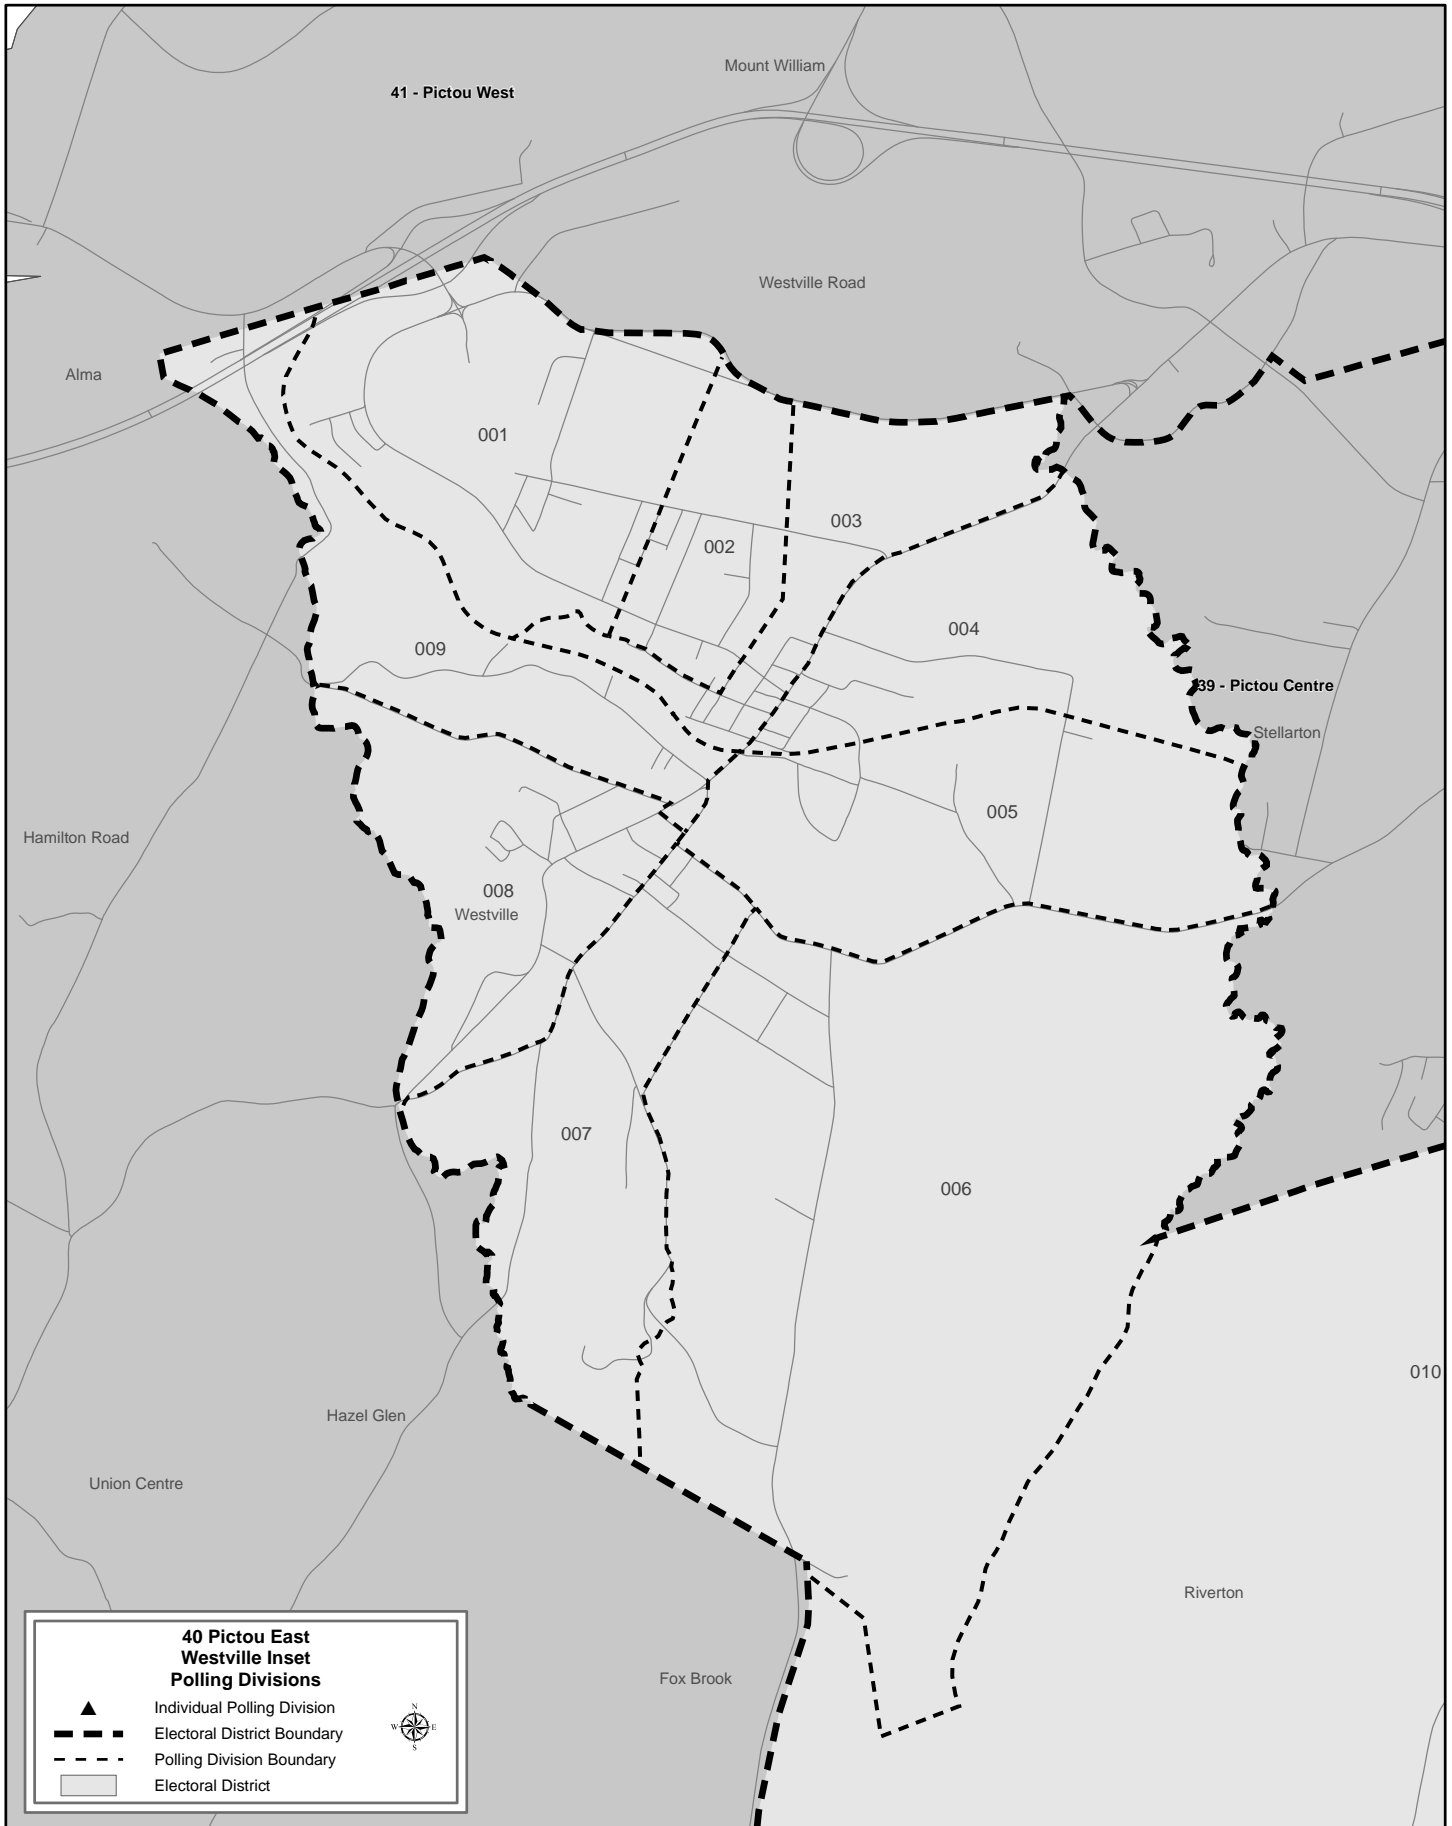 Mount William
41 - Pictou West
Westville Road
Alma
001
003
002
004
009
39 - Pictou Centre
Stellarton
005
Hamilton Road
008
Westville
007
006
010
Hazel Glen
Union Centre
Riverton
Fox Brook
40 Pictou East
Westville Inset
Polling Divisions
Individual Polling Division
Electoral District Boundary
Polling Division Boundary
Electoral District
N
W E
S